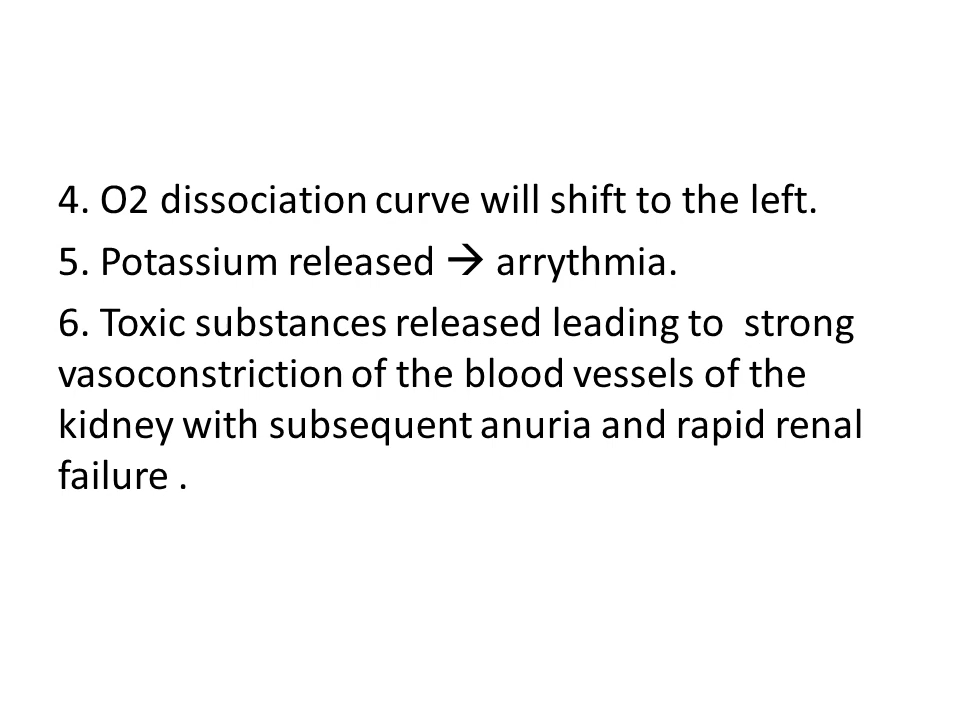 4. O2 dissociation curve will shift to the left.
5. Potassium released → arrythmia.
6. Toxic substances released leading to  strong
vasoconstriction of the blood vessels of the
kidney with subsequent anuria and rapid renal
failure .